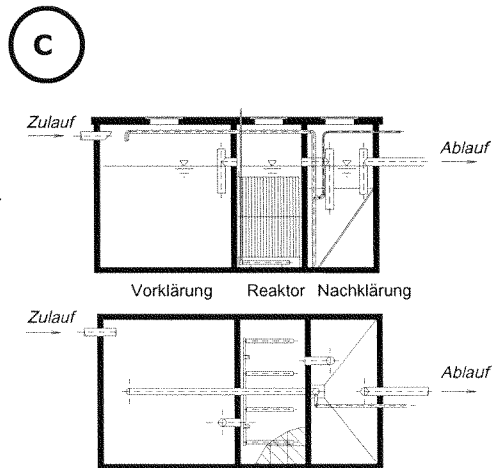 C
Zulauf
Ablauf
Vorklärung Reaktor Nachklärung
Zulauf
Ablauf